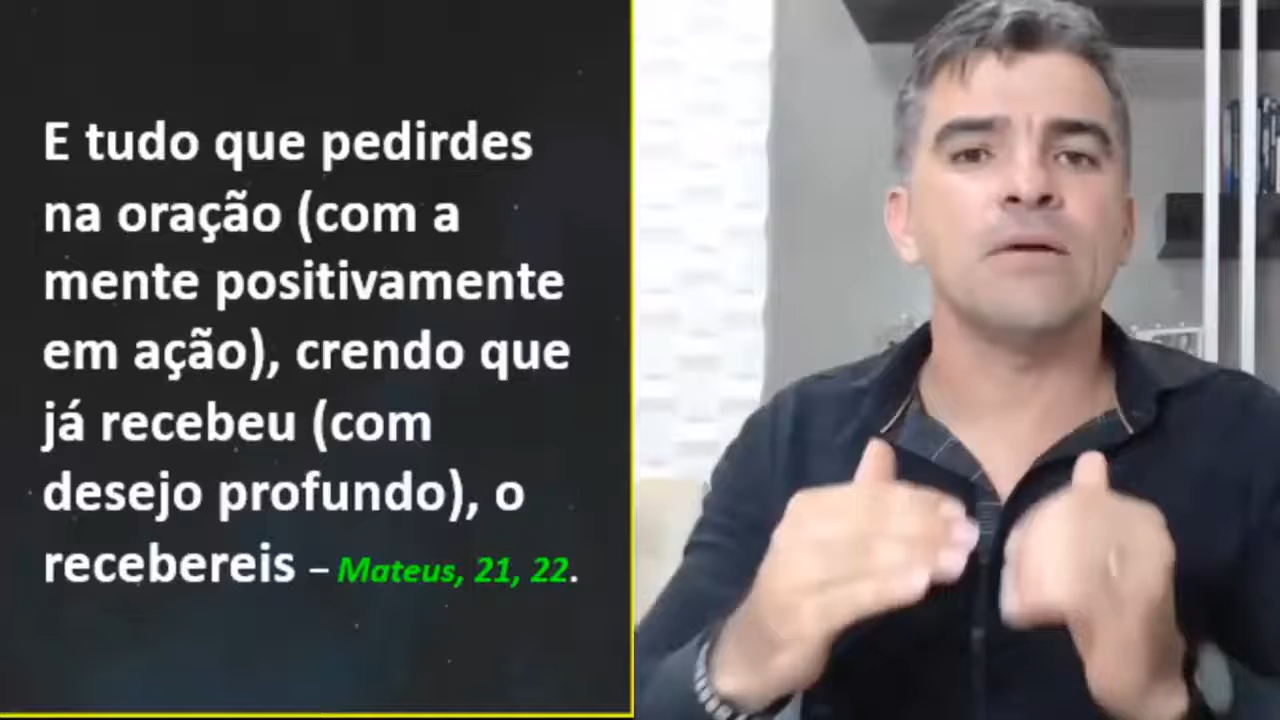 E tudo que pedirdes
na oração (com a
mente positivamente
em ação), crendo que
já recebeu (com
desejo profundo), o
recebereis – Mateus, 21, 22.